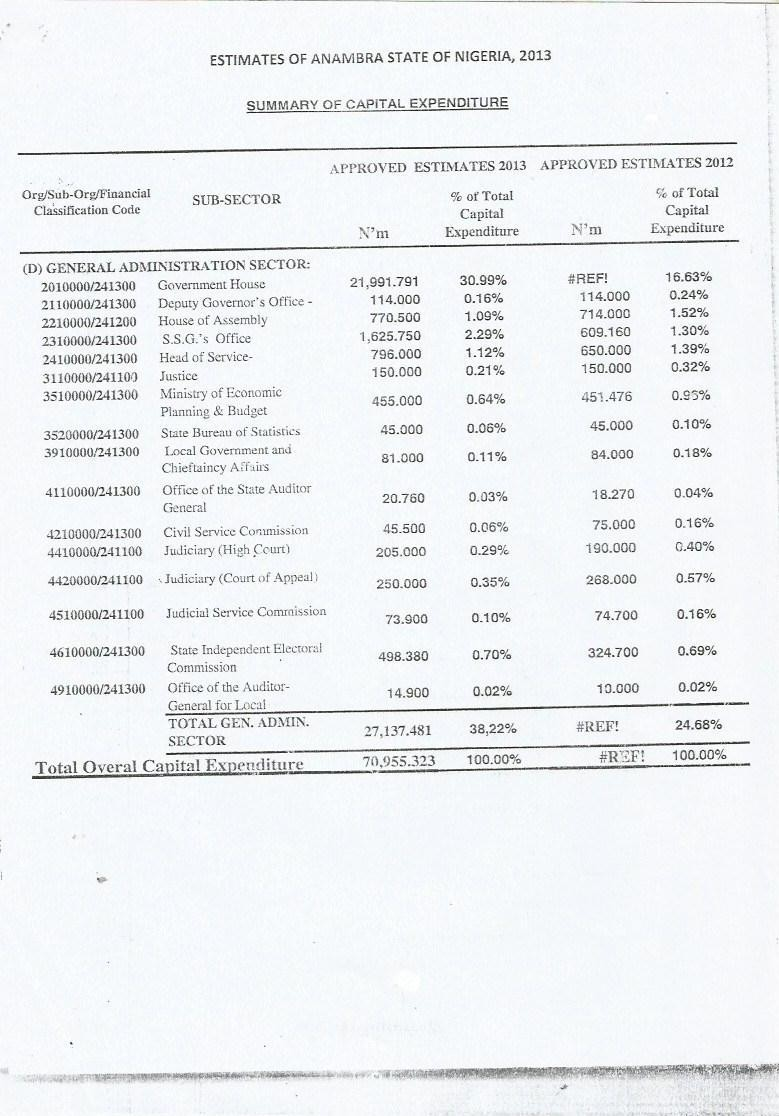 ESTIMATES OF ANAMBRA STATE OF NIGERIA, 2013
SUMMARY OF CAPITAL EXPENDITURE
APPROVED ESTIMATES 2013 APPROVED ESTIMATES 2012
Org/Sub-Org/Financial Classification Code
SUB-SECTOR
N'm
% of Total Capital Expenditure
N'm
% of Total Capital Expenditure
(D) GENERAL ADMINISTRATION SECTOR:
2010000/241300 Government House 21,991.791 30.99% #REF! 16.63%
2110000/241300 Deputy Governor's Office - 114.000 0.16% 114.000 0.24%
2210000/241200 House of Assembly 770.500 1.09% 714.000 1.52%
2310000/241300 S.S.G.'s Office 1,625.750 2.29% 609.160 1.30%
2410000/241300 Head of Service- 796.000 1.12% 650.000 1.39%
3110000/241100 Justice 150.000 0.21% 150.000 0.32%
3510000/241300 Ministry of Economic
Planning & Budget 455.000 0.64% 451.476
3520000/241300 State Bureau of Statistics 45.000 0.06% 45.000 0.10%
3910000/241300 Local Government and
Chieftaincy Affairs 81.000 0.11% 84.000 0.18%
4110000/241300 Office of the State Auditor
General 20.760 0.03% 18.270 0.04%
4210000/241300 Civil Service Commission 45.500 0.06% 75.000 0.16%
4410000/241100 Judiciary (High Court) 205.000 0.29% 190.000 0.40%
4420000/241100 Judiciary (Court of Appeal) 250.000 0.35% 268.000 0.57%
4510000/241100 Judicial Service Commission 73.900 0.10% 74.700 0.16%
4610000/241300 State Independent Electoral
Commission 498.380 0.70% 324.700 0.69%
4910000/241300 Office of the Auditor-
General for Local 14.900 0.02% 10.000 0.02%
TOTAL GEN. ADMIN.
SECTOR 27,137.481 38,22% #REF! 24.68%
Total Overal Capital Expenditure 70,955.323 100.00% #REF! 100.00%